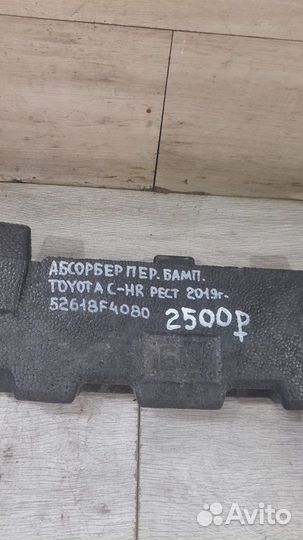 АБСОРБЕР ПЕР. БАМП.
TOYOTA C-HR РЕСТ 2019г.
52618F4080 2500₽
Avito